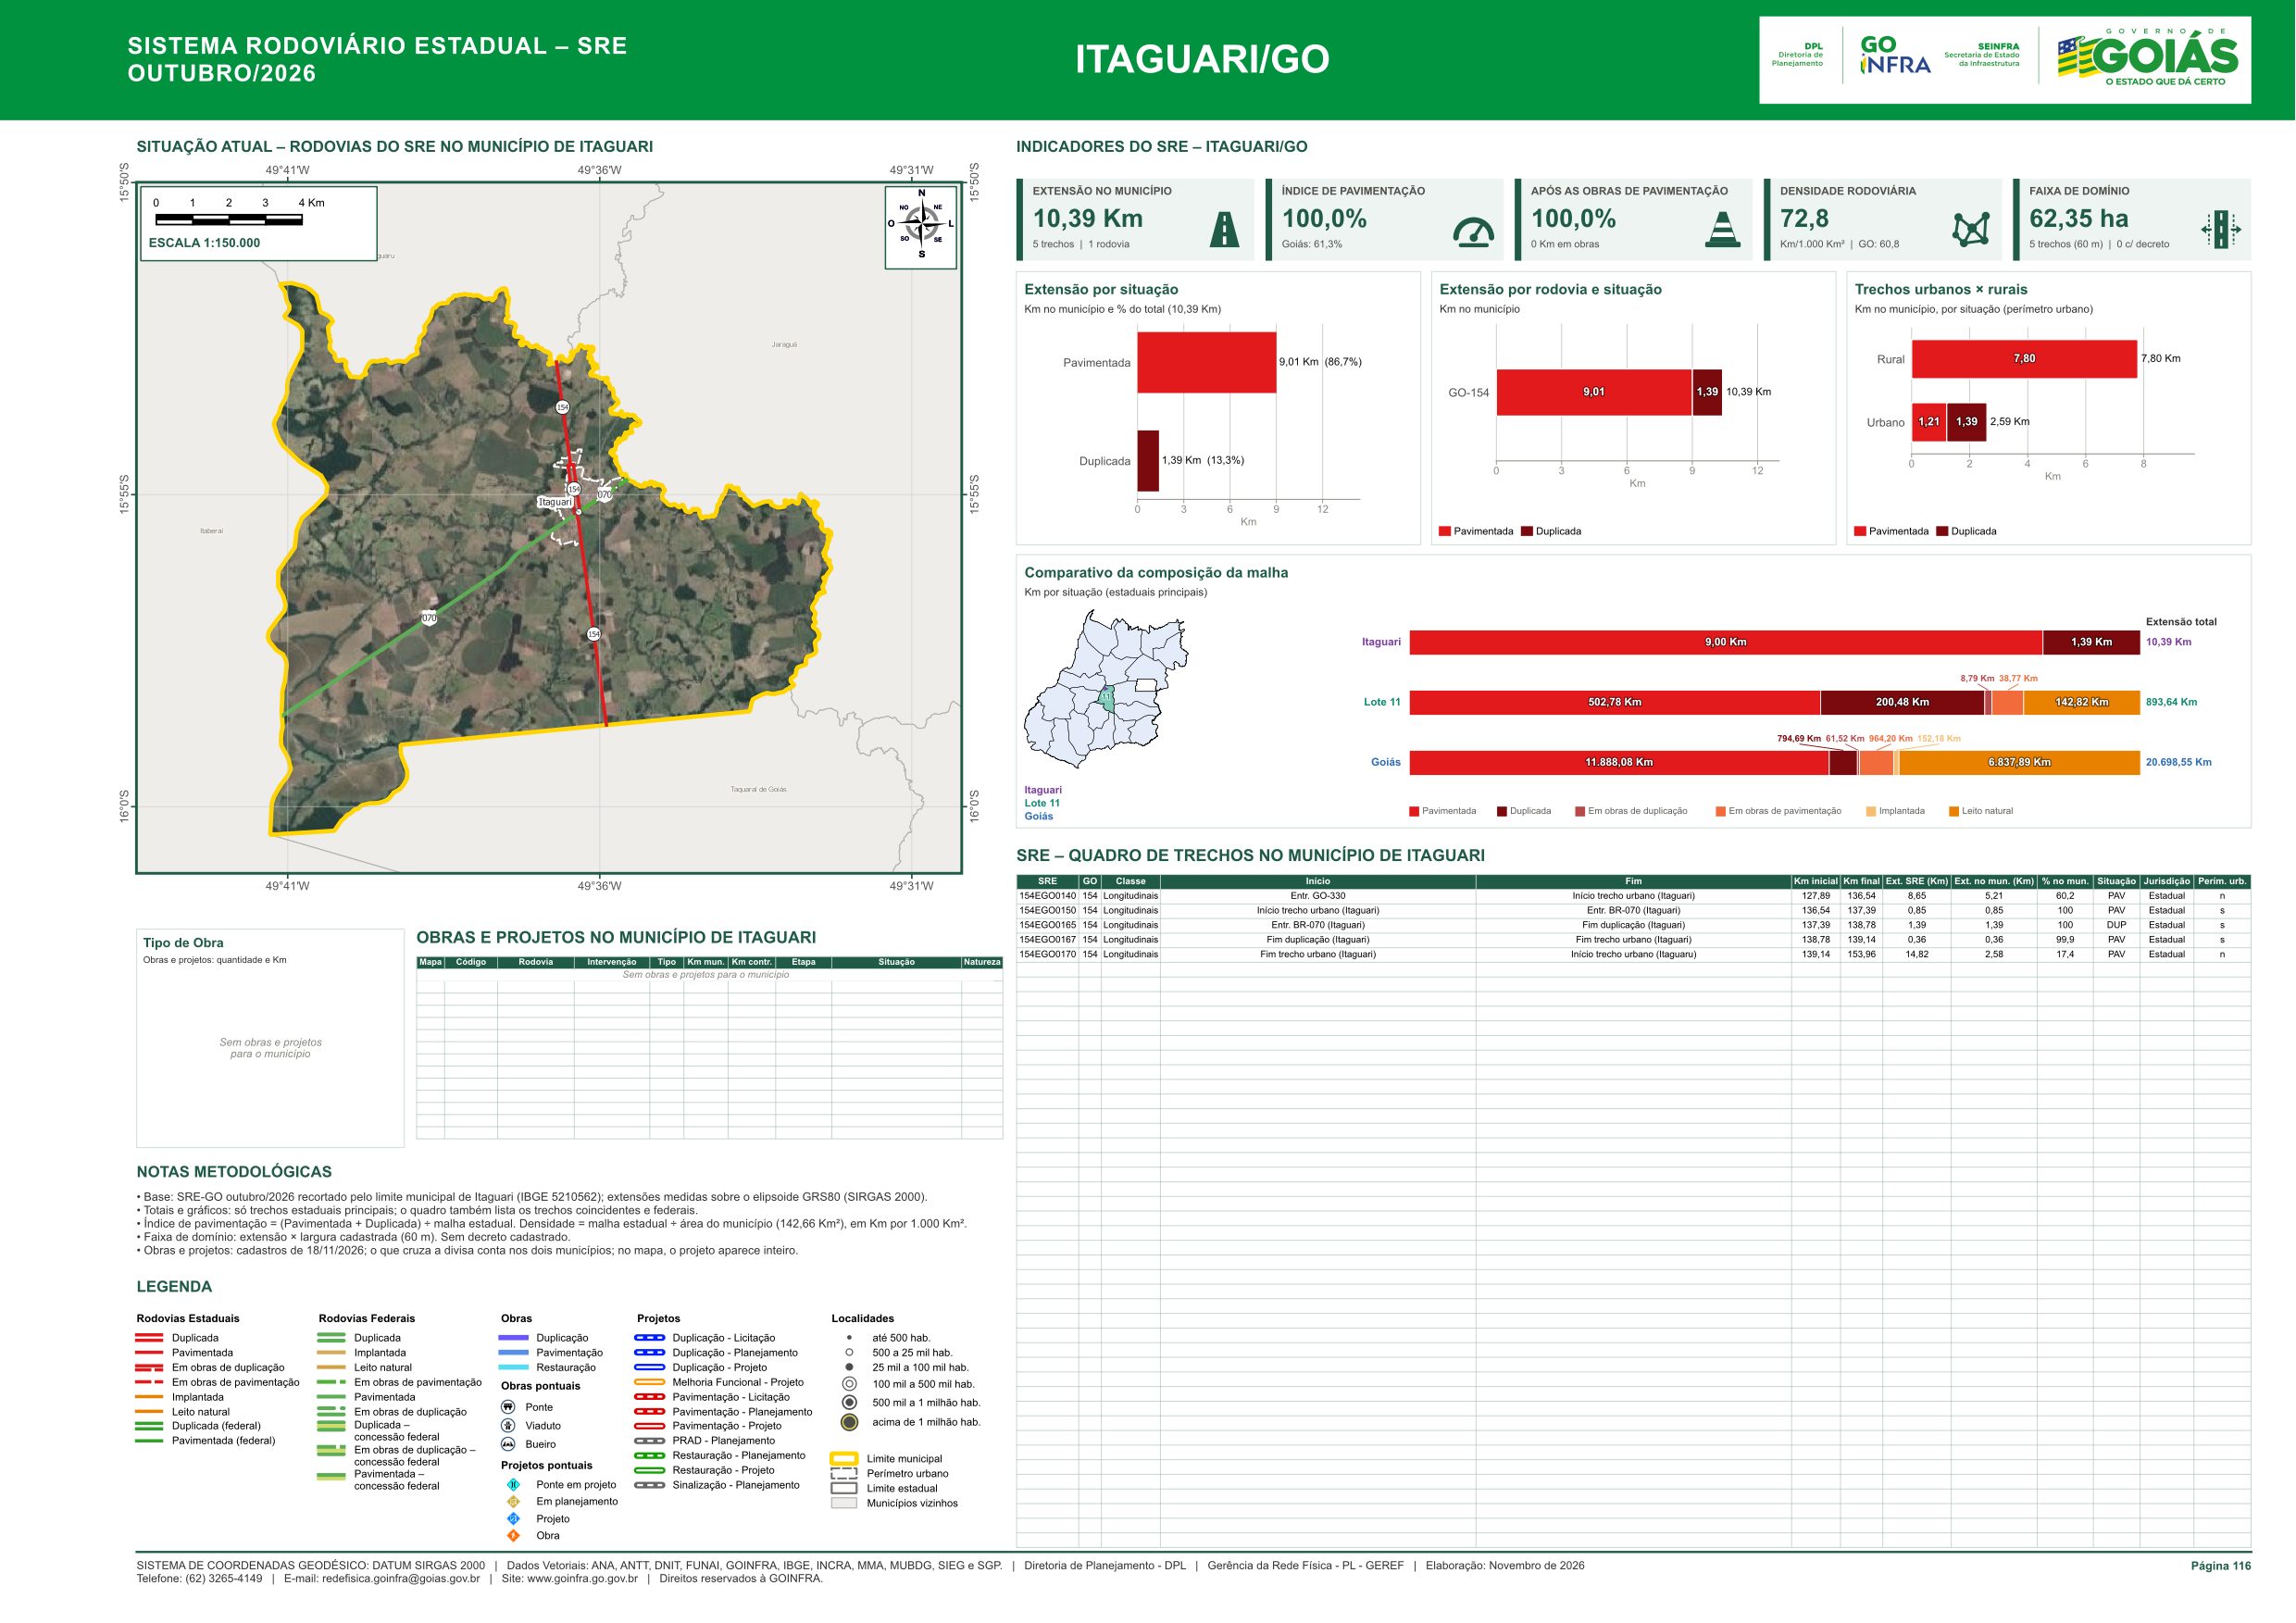 SISTEMA RODOVIÁRIO ESTADUAL – SRE
OUTUBRO/2026
ITAGUARI/GO
DPL
Diretoria de
Planejamento
GO
iNFRA
SEINFRA
Secretaria de Estado
da Infraestrutura
GOVERNO DE
GOIÁS
O ESTADO QUE DÁ CERTO
SITUAÇÃO ATUAL – RODOVIAS DO SRE NO MUNICÍPIO DE ITAGUARI
49°41'W 49°36'W 49°31'W
15°50'S 15°50'S
0 1 2 3 4 Km
ESCALA 1:150.000
N
NO NE
O L
SO SE
S
guaru
Jaraguá
154
15°55'S 15°55'S
154
070
Itaguari
Itaberaí
070
154
Taquaral de Goiás
16°0'S 16°0'S
49°41'W 49°36'W 49°31'W
INDICADORES DO SRE – ITAGUARI/GO
EXTENSÃO NO MUNICÍPIO
10,39 Km
5 trechos | 1 rodovia
ÍNDICE DE PAVIMENTAÇÃO
100,0%
Goiás: 61,3%
APÓS AS OBRAS DE PAVIMENTAÇÃO
100,0%
0 Km em obras
DENSIDADE RODOVIÁRIA
72,8
Km/1.000 Km² | GO: 60,8
FAIXA DE DOMÍNIO
62,35 ha
5 trechos (60 m) | 0 c/ decreto
Extensão por situação
Km no município e % do total (10,39 Km)
Pavimentada 9,01 Km (86,7%)
Duplicada 1,39 Km (13,3%)
0 3 6 9 12
Km
Extensão por rodovia e situação
Km no município
GO-154 9,01 1,39 10,39 Km
0 3 6 9 12
Km
Pavimentada Duplicada
Trechos urbanos × rurais
Km no município, por situação (perímetro urbano)
Rural 7,80 7,80 Km
Urbano 1,21 1,39 2,59 Km
0 2 4 6 8
Km
Pavimentada Duplicada
Comparativo da composição da malha
Km por situação (estaduais principais)
Extensão total
Itaguari 9,00 Km 1,39 Km 10,39 Km
8,79 Km 38,77 Km
Lote 11 502,78 Km 200,48 Km 142,82 Km 893,64 Km
794,69 Km 61,52 Km 964,20 Km 152,18 Km
Goiás 11.888,08 Km 6.837,89 Km 20.698,55 Km
Itaguari
Lote 11
Goiás
Pavimentada Duplicada Em obras de duplicação Em obras de pavimentação Implantada Leito natural
SRE – QUADRO DE TRECHOS NO MUNICÍPIO DE ITAGUARI
SRE GO Classe Início Fim Km inicial Km final Ext. SRE (Km) Ext. no mun. (Km) % no mun. Situação Jurisdição Perím. urb.
154EGO0140 154 Longitudinais Entr. GO-330 Início trecho urbano (Itaguari) 127,89 136,54 8,65 5,21 60,2 PAV Estadual n
154EGO0150 154 Longitudinais Início trecho urbano (Itaguari) Entr. BR-070 (Itaguari) 136,54 137,39 0,85 0,85 100 PAV Estadual s
154EGO0165 154 Longitudinais Entr. BR-070 (Itaguari) Fim duplicação (Itaguari) 137,39 138,78 1,39 1,39 100 DUP Estadual s
154EGO0167 154 Longitudinais Fim duplicação (Itaguari) Fim trecho urbano (Itaguari) 138,78 139,14 0,36 0,36 99,9 PAV Estadual s
154EGO0170 154 Longitudinais Fim trecho urbano (Itaguari) Início trecho urbano (Itaguaru) 139,14 153,96 14,82 2,58 17,4 PAV Estadual n
Tipo de Obra
Obras e projetos: quantidade e Km
Sem obras e projetos
para o município
OBRAS E PROJETOS NO MUNICÍPIO DE ITAGUARI
Mapa Código Rodovia Intervenção Tipo Km mun. Km contr. Etapa Situação Natureza
Sem obras e projetos para o município
NOTAS METODOLÓGICAS
• Base: SRE-GO outubro/2026 recortado pelo limite municipal de Itaguari (IBGE 5210562); extensões medidas sobre o elipsoide GRS80 (SIRGAS 2000).
• Totais e gráficos: só trechos estaduais principais; o quadro também lista os trechos coincidentes e federais.
• Índice de pavimentação = (Pavimentada + Duplicada) ÷ malha estadual. Densidade = malha estadual ÷ área do município (142,66 Km²), em Km por 1.000 Km².
• Faixa de domínio: extensão × largura cadastrada (60 m). Sem decreto cadastrado.
• Obras e projetos: cadastros de 18/11/2026; o que cruza a divisa conta nos dois municípios; no mapa, o projeto aparece inteiro.
LEGENDA
Rodovias Estaduais
Duplicada
Pavimentada
Em obras de duplicação
Em obras de pavimentação
Implantada
Leito natural
Duplicada (federal)
Pavimentada (federal)
Rodovias Federais
Duplicada
Implantada
Leito natural
Em obras de pavimentação
Pavimentada
Em obras de duplicação
Duplicada –
concessão federal
Em obras de duplicação –
concessão federal
Pavimentada –
concessão federal
Obras
Duplicação
Pavimentação
Restauração
Obras pontuais
Ponte
Viaduto
Bueiro
Projetos pontuais
Ponte em projeto
Em planejamento
Projeto
Obra
Projetos
Duplicação - Licitação
Duplicação - Planejamento
Duplicação - Projeto
Melhoria Funcional - Projeto
Pavimentação - Licitação
Pavimentação - Planejamento
Pavimentação - Projeto
PRAD - Planejamento
Restauração - Planejamento
Restauração - Projeto
Sinalização - Planejamento
Localidades
até 500 hab.
500 a 25 mil hab.
25 mil a 100 mil hab.
100 mil a 500 mil hab.
500 mil a 1 milhão hab.
acima de 1 milhão hab.
Limite municipal
Perímetro urbano
Limite estadual
Municípios vizinhos
SISTEMA DE COORDENADAS GEODÉSICO: DATUM SIRGAS 2000 | Dados Vetoriais: ANA, ANTT, DNIT, FUNAI, GOINFRA, IBGE, INCRA, MMA, MUBDG, SIEG e SGP. | Diretoria de Planejamento - DPL | Gerência da Rede Física - PL - GEREF | Elaboração: Novembro de 2026
Página 116
Telefone: (62) 3265-4149 | E-mail: redefisica.goinfra@goias.gov.br | Site: www.goinfra.go.gov.br | Direitos reservados à GOINFRA.